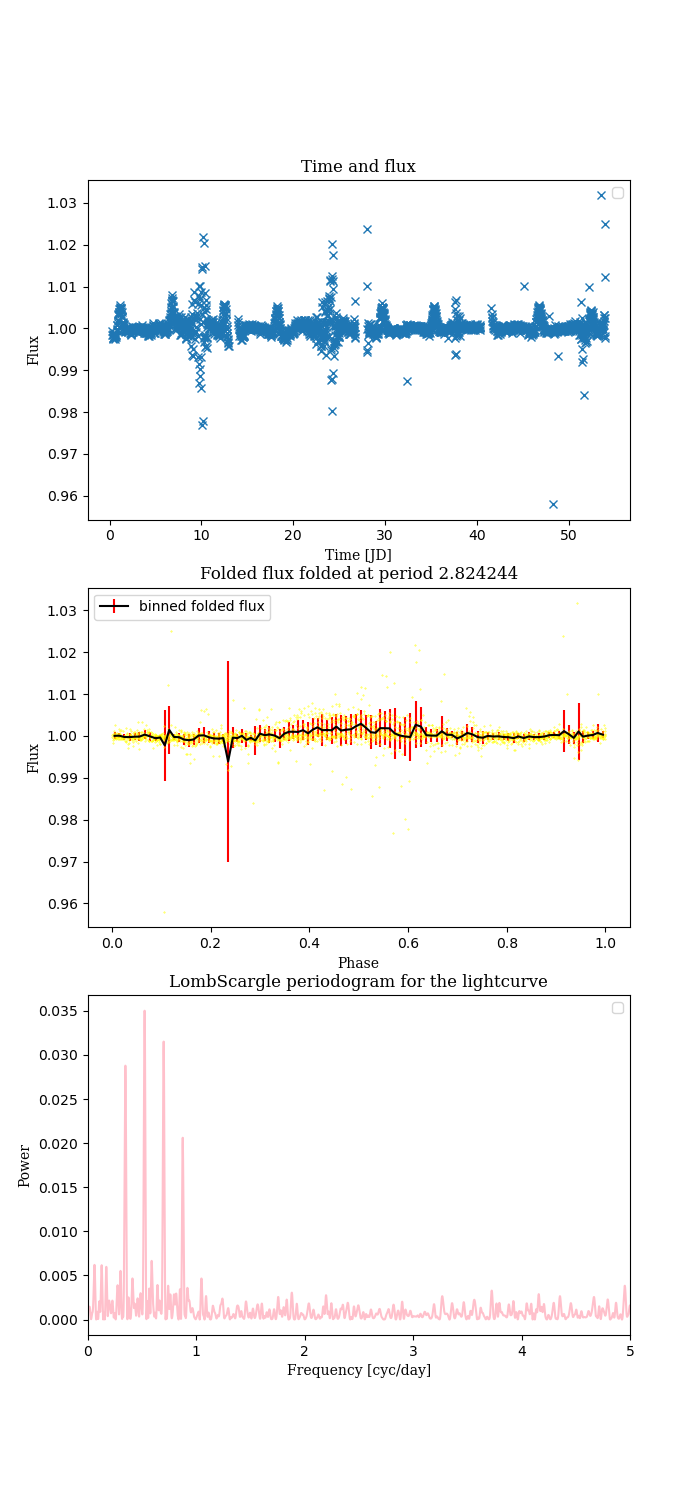 Time and flux
1.03
1.02
1.01
1.00
0.99
0.98
0.97
0.96
Flux
0 10 20 30 40 50
Time [JD]
Folded flux folded at period 2.824244
binned folded flux
1.03
1.02
1.01
1.00
0.99
0.98
0.97
0.96
Flux
0.0 0.2 0.4 0.6 0.8 1.0
Phase
LombScargle periodogram for the lightcurve
0.035
0.030
0.025
0.020
0.015
0.010
0.005
0.000
Power
0 1 2 3 4 5
Frequency [cyc/day]